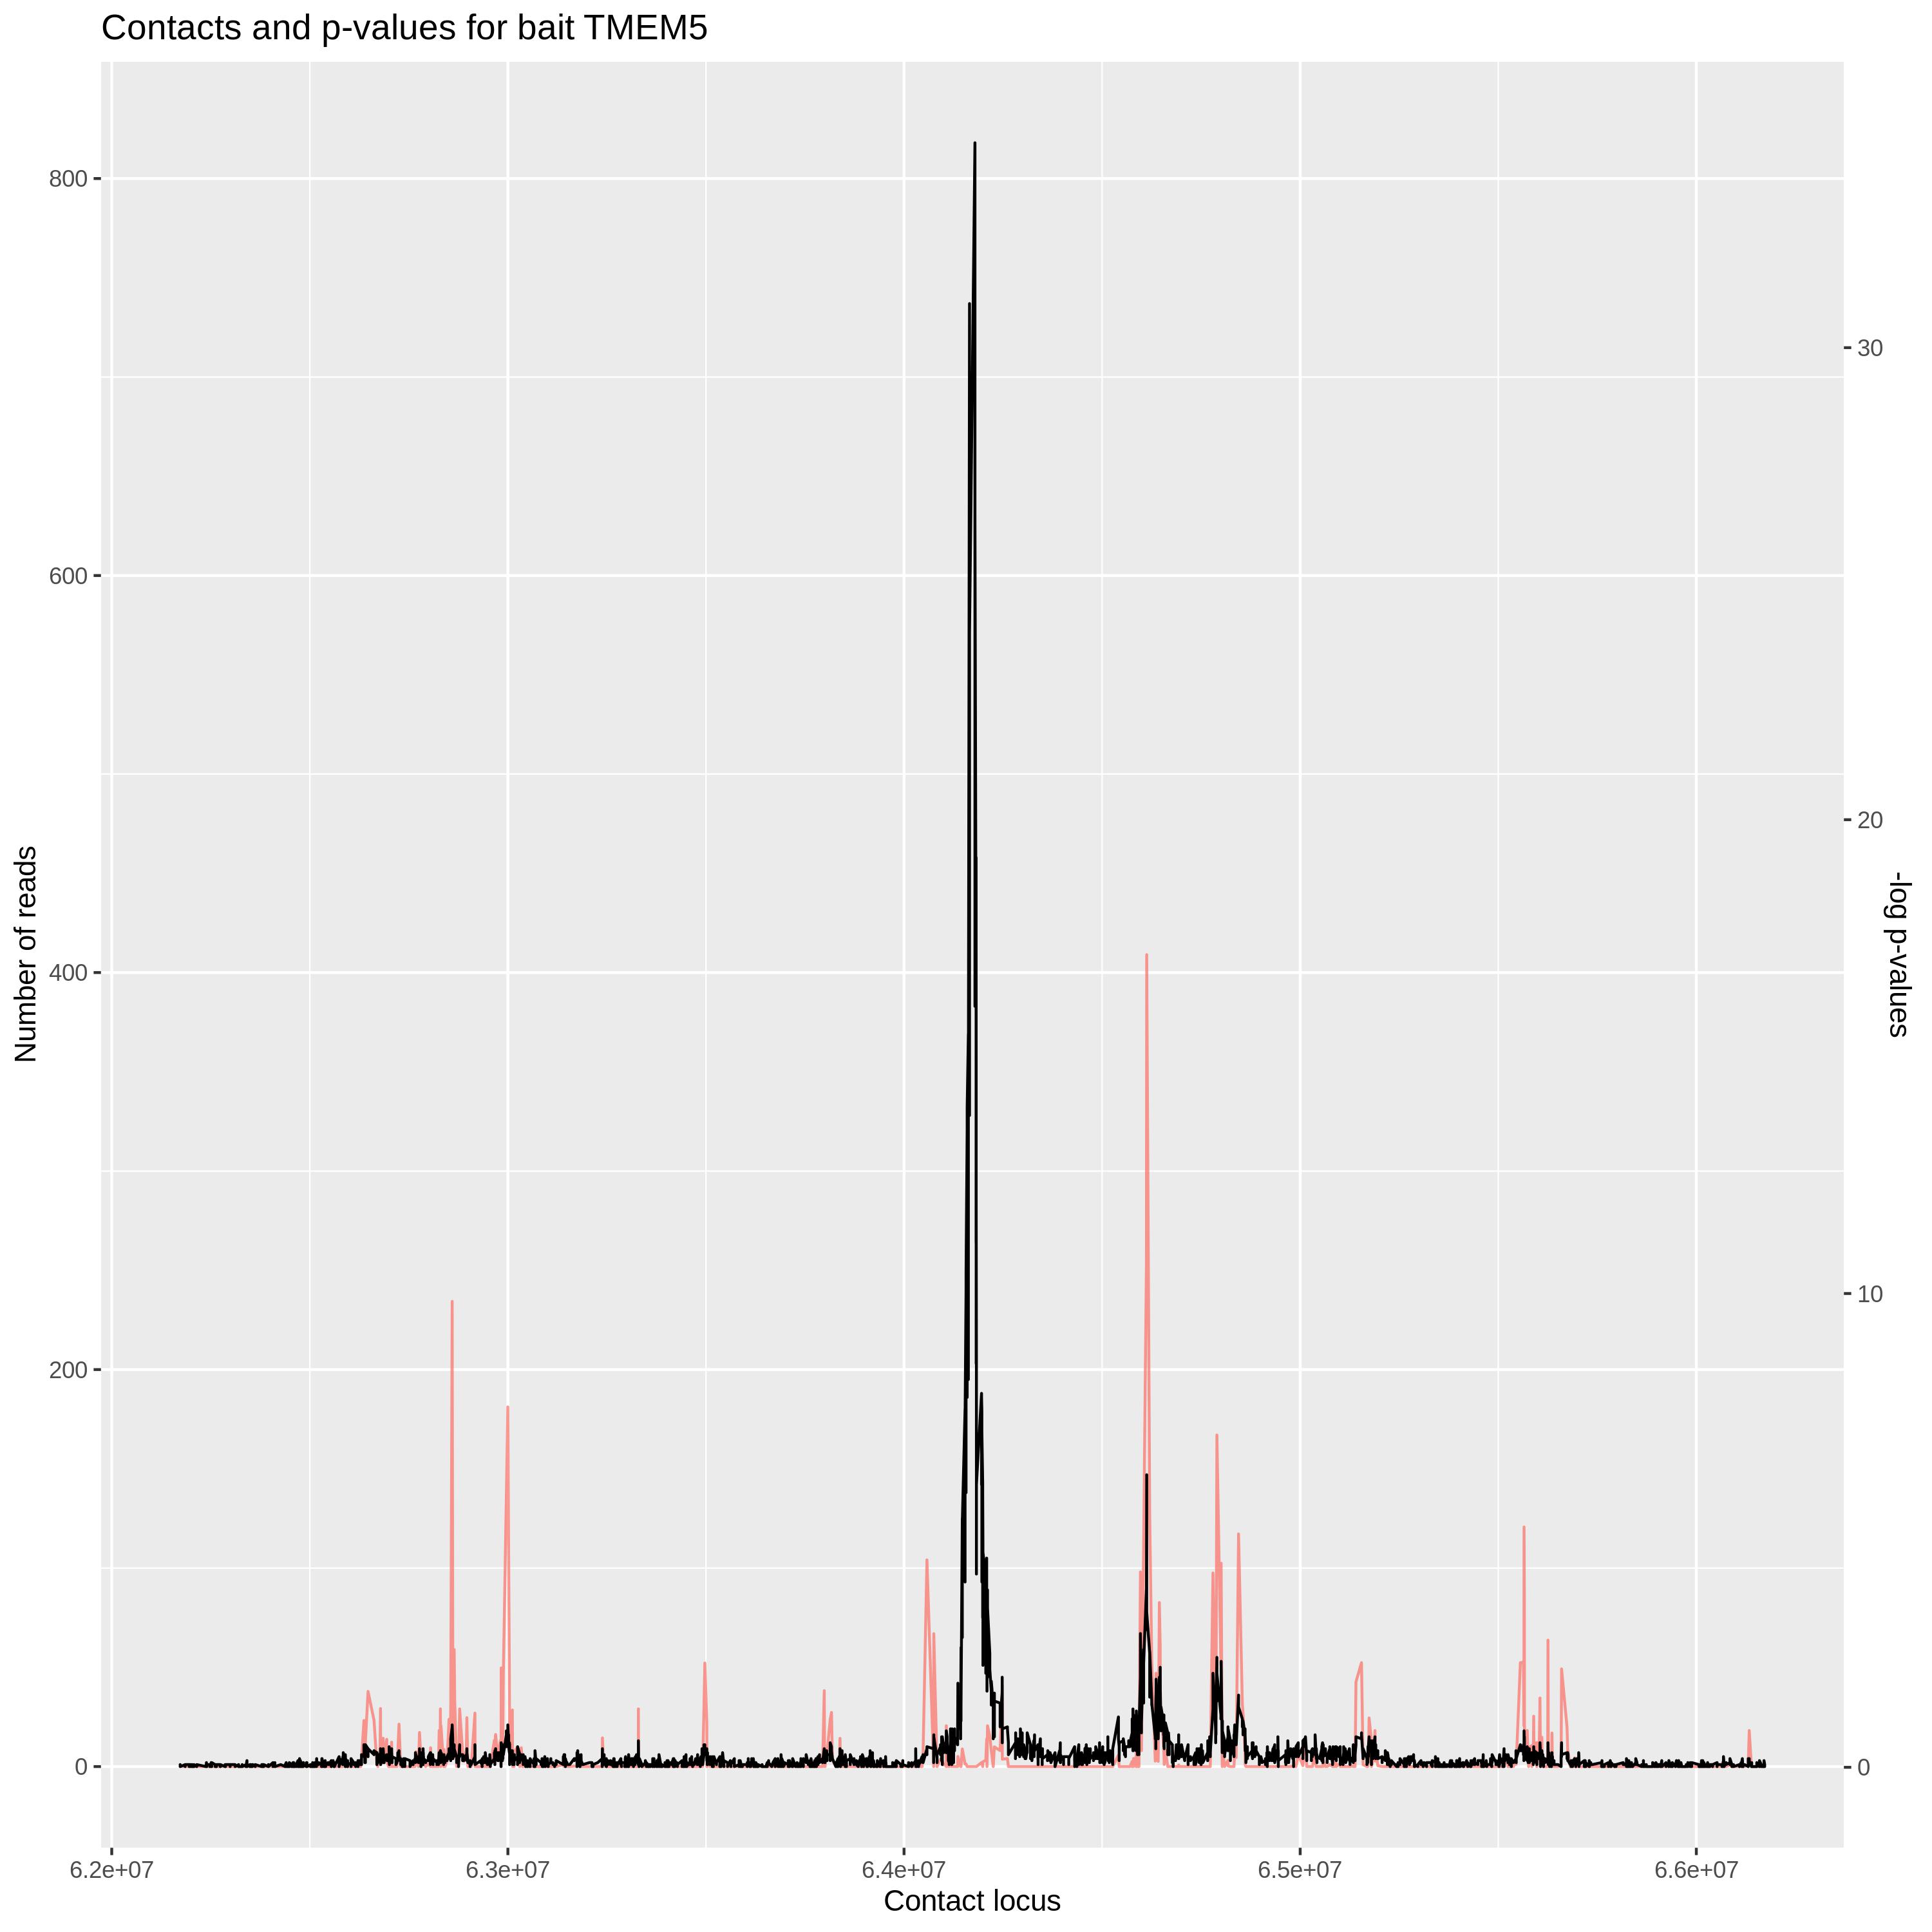 Contacts and p-values for bait TMEM5
800
600
400
200
0
Number of reads
30
20
10
0
-log p-values
6.2e+07
6.3e+07
6.4e+07
6.5e+07
6.6e+07
Contact locus